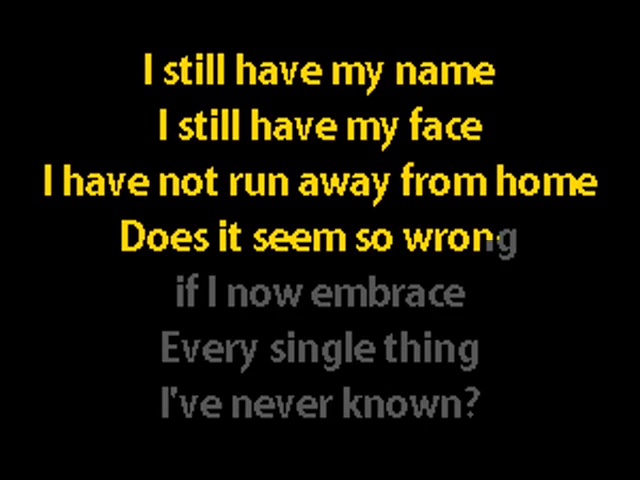 I still have my name
I still have my face
I have not run away from home
Does it seem so wrong
if I now embrace
Every single thing
I've never known?